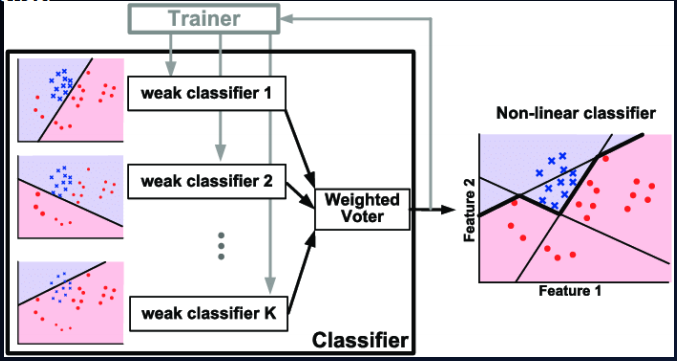 Trainer
weak classifier 1
weak classifier 2
weak classifier K
Weighted
Voter
Classifier
Non-linear classifier
Feature 2
Feature 1